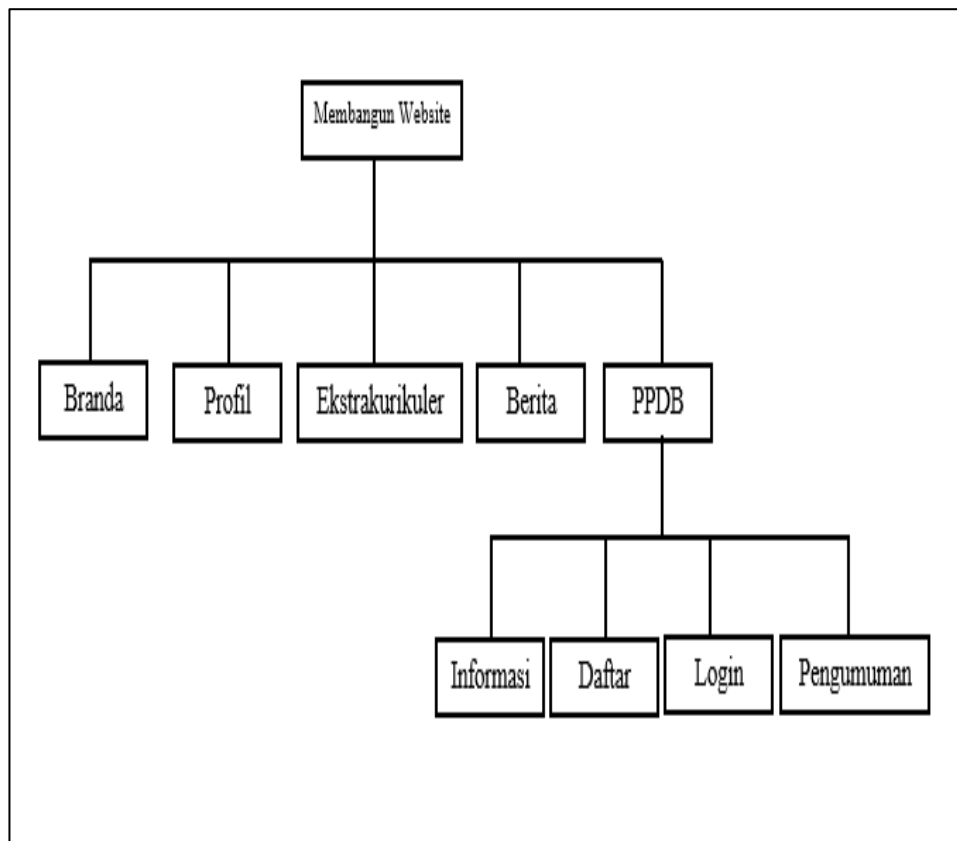 Membangun Website
Branda
Profil
Ekstrakurikuler
Berita
PPDB
Informasi
Daftar
Login
Pengumuman